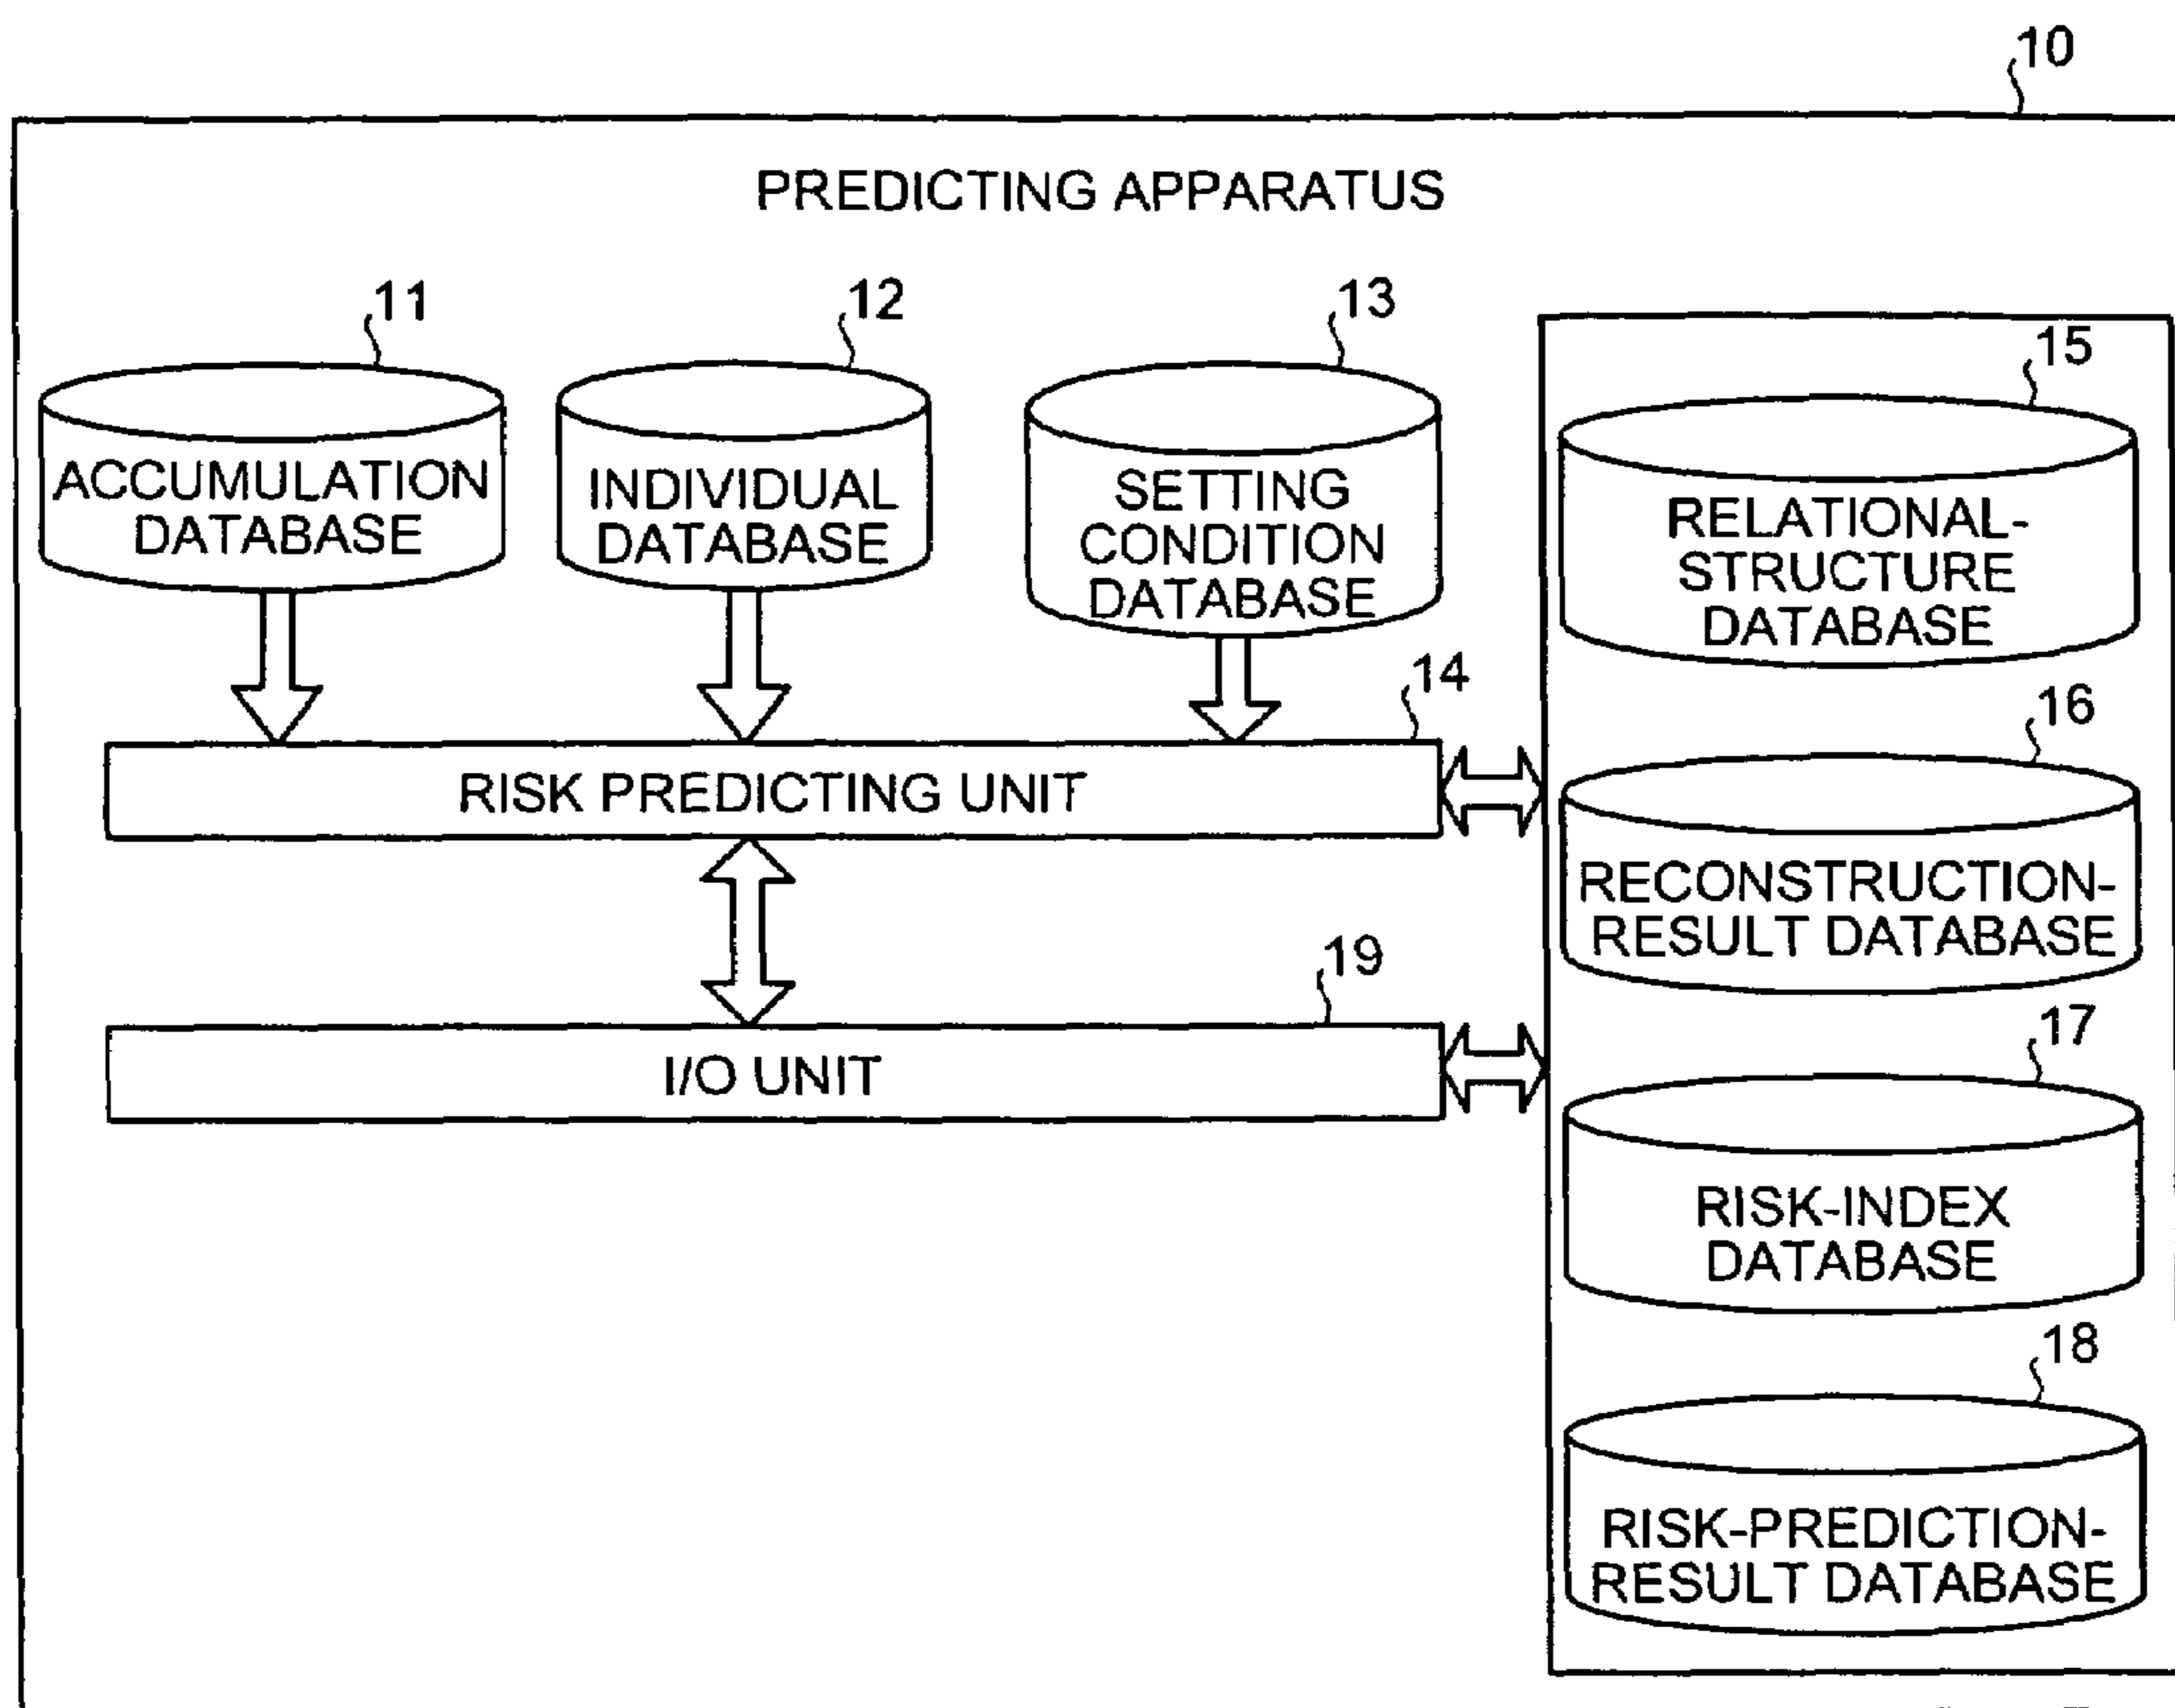 10
PREDICTING APPARATUS
11
12
13
ACCUMULATION
DATABASE
INDIVIDUAL
DATABASE
SETTING
CONDITION
DATABASE
15
RELATIONAL-
STRUCTURE
DATABASE
14
RISK PREDICTING UNIT
16
RECONSTRUCTION-
RESULT DATABASE
19
I/O UNIT
17
RISK-INDEX
DATABASE
18
RISK-PREDICTION-
RESULT DATABASE